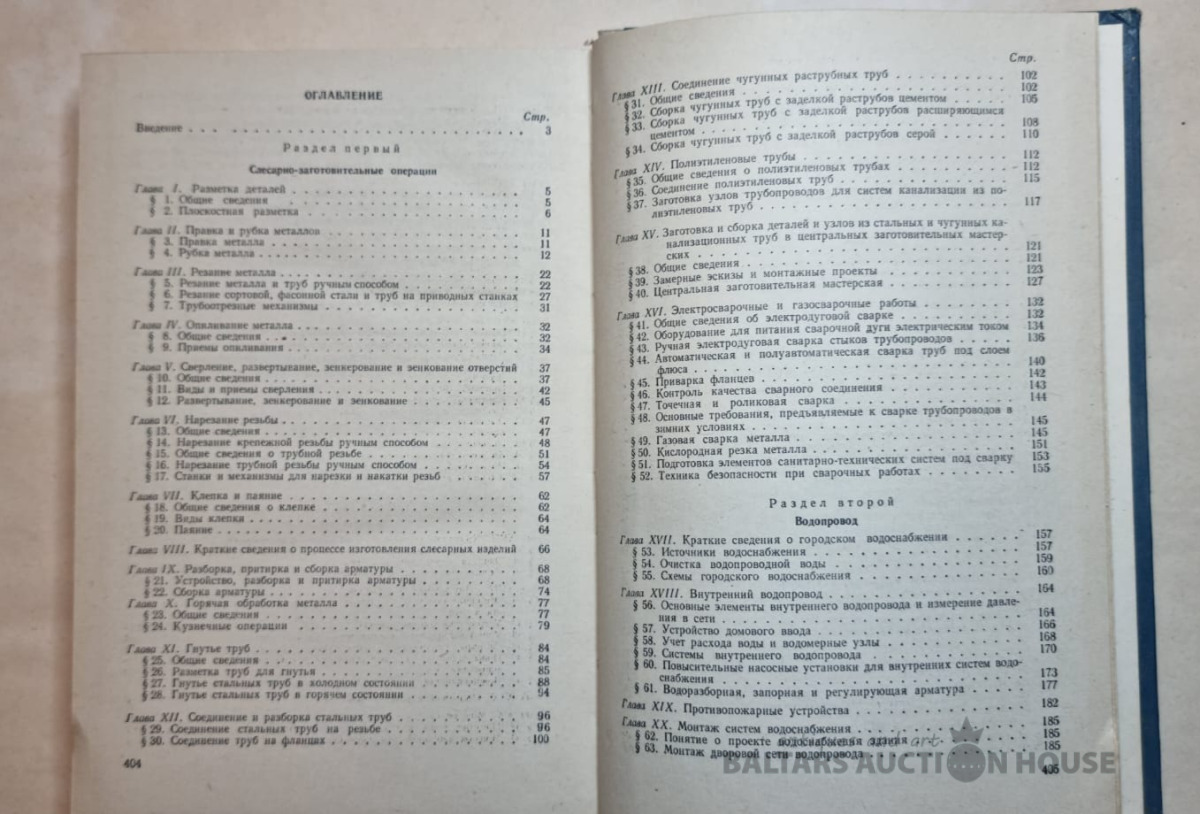 ОГЛАВЛЕНИЕ
Стр.
Введение . . . 3
Раздел первый
Слесарно-заготовительные операции
Глава I. Разметка деталей . . . 5
§ 1. Общие сведения . . . 5
§ 2. Плоскостная разметка . . . 6
Глава II. Правка и рубка металлов . . . 11
§ 3. Правка металла . . . 11
§ 4. Рубка металла . . . 12
Глава III. Резание металла . . . 22
§ 5. Резание металла и труб ручным способом . . . 22
§ 6. Резание сортовой, фасонной стали и труб на приводных станках 27
§ 7. Труборезные механизмы . . . 31
Глава IV. Опиливание металла . . . 32
§ 8. Общие сведения . . . 32
§ 9. Приемы опиливания . . . 34
Глава V. Сверление, развертывание, зенкерование и зенкование отверстий 37
§ 10. Общие сведения . . . 37
§ 11. Виды и приемы сверления . . . 42
§ 12. Развертывание, зенкерование и зенкование . . . 45
Глава VI. Нарезание резьбы . . . 47
§ 13. Общие сведения . . . 47
§ 14. Нарезание крепежной резьбы ручным способом . . . 48
§ 15. Общие сведения о трубной резьбе . . . 51
§ 16. Нарезание трубной резьбы ручным способом . . . 54
§ 17. Станки и механизмы для нарезки и накатки резьб . . . 57
Глава VII. Клепка и паяние . . . 62
§ 18. Общие сведения о клепке . . . 62
§ 19. Виды клепки . . . 64
§ 20. Паяние . . . 64
Глава VIII. Краткие сведения о процессе изготовления слесарных изделий 66
Глава IX. Разборка, притирка и сборка арматуры . . . 68
§ 21. Устройство, разборка и притирка арматуры . . . 68
§ 22. Сборка арматуры . . . 74
Глава X. Горячая обработка металла . . . 77
§ 23. Общие сведения . . . 77
§ 24. Кузнечные операции . . . 79
Глава XI. Гнутье труб . . . 84
§ 25. Общие сведения . . . 84
§ 26. Разметка труб для гнутья . . . 85
§ 27. Гнутье стальных труб в холодном состоянии . . . 88
§ 28. Гнутье стальных труб в горячем состоянии . . . 94
Глава XII. Соединение и разборка стальных труб . . . 96
§ 29. Соединение стальных труб на резьбе . . . 96
§ 30. Соединение труб на фланцах . . . 100
404
Стр.
Глава XIII. Соединение чугунных раструбных труб . . . 102
§ 31. Общие сведения . . . 102
§ 32. Сборка чугунных труб с заделкой раструбов цементом . . . 105
§ 33. Сборка чугунных труб с заделкой раструбов расширяющимся
цементом . . . 108
§ 34. Сборка чугунных труб с заделкой раструбов серой . . . 110
Глава XIV. Полиэтиленовые трубы . . . 112
§ 35. Общие сведения о полиэтиленовых трубах . . . 112
§ 36. Соединение полиэтиленовых труб . . . 115
§ 37. Заготовка узлов трубопроводов для систем канализации из по-
лиэтиленовых труб . . . 117
Глава XV. Заготовка и сборка деталей и узлов из стальных и чугунных ка-
нализационных труб в центральных заготовительных мастер-
ских . . . 121
§ 38. Общие сведения . . . 121
§ 39. Замерные эскизы и монтажные проекты . . . 123
§ 40. Центральная заготовительная мастерская . . . 127
Глава XVI. Электросварочные и газосварочные работы . . . 132
§ 41. Общие сведения об электродуговой сварке . . . 132
§ 42. Оборудование для питания сварочной дуги электрическим током 134
§ 43. Ручная электродуговая сварка стыков трубопроводов . . . 136
§ 44. Автоматическая и полуавтоматическая сварка труб под слоем
флюса . . . 140
§ 45. Приварка фланцев . . . 142
§ 46. Контроль качества сварного соединения . . . 143
§ 47. Точечная и роликовая сварка . . . 144
§ 48. Основные требования, предъявляемые к сварке трубопроводов в
зимних условиях . . . 145
§ 49. Газовая сварка металла . . . 145
§ 50. Кислородная резка металла . . . 151
§ 51. Подготовка элементов санитарно-технических систем под сварку 153
§ 52. Техника безопасности при сварочных работах . . . 155
Раздел второй
Водопровод
Глава XVII. Краткие сведения о городском водоснабжении . . . 157
§ 53. Источники водоснабжения . . . 157
§ 54. Очистка водопроводной воды . . . 159
§ 55. Схемы городского водоснабжения . . . 160
Глава XVIII. Внутренний водопровод . . . 164
§ 56. Основные элементы внутреннего водопровода и измерение давле-
ния в сети . . . 164
§ 57. Устройство домового ввода . . . 166
§ 58. Учет расхода воды и водомерные узлы . . . 168
§ 59. Системы внутреннего водопровода . . . 170
§ 60. Повысительные насосные установки для внутренних систем водо-
снабжения . . . 173
§ 61. Водоразборная, запорная и регулирующая арматура . . . 177
Глава XIX. Противопожарные устройства . . . 182
Глава XX. Монтаж систем водоснабжения . . . 185
§ 62. Понятие о проекте водоснабжения здания . . . 185
§ 63. Монтаж дворовой сети водопровода . . . 185
405
BALTARS AUCTION HOUSE